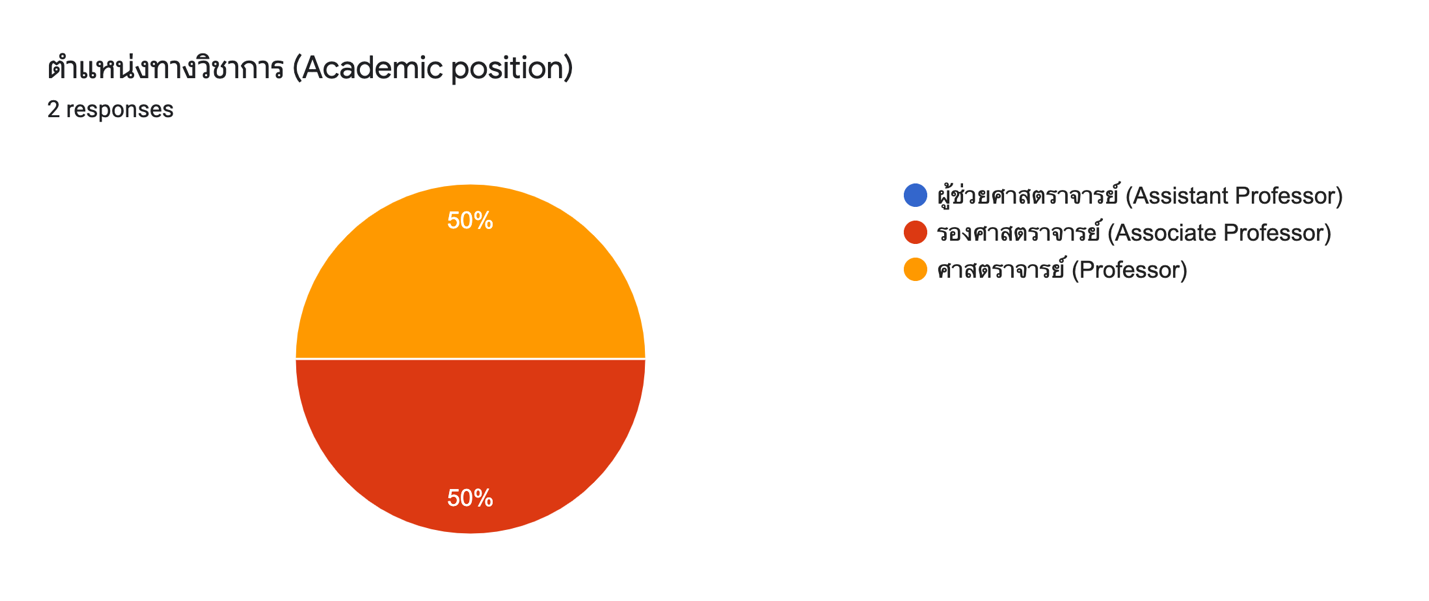 ตำแหน่งทางวิชาการ (Academic position)
2 responses
50%
50%
ผู้ช่วยศาสตราจารย์ (Assistant Professor)
รองศาสตราจารย์ (Associate Professor)
ศาสตราจารย์ (Professor)